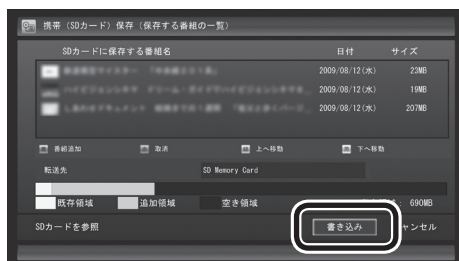 携帯（SDカード）保存（保存する番組の一覧）
SDカードに保存する番組名 日付 サイズ
2009/08/12(水) 23MB
2009/08/12(水) 19MB
2009/08/12(水) 207MB
番組追加 取消 上へ移動 下へ移動
転送先 SD Memory Card
既存領域 追加領域 空き領域 690MB
SDカードを参照 書き込み ャンセル